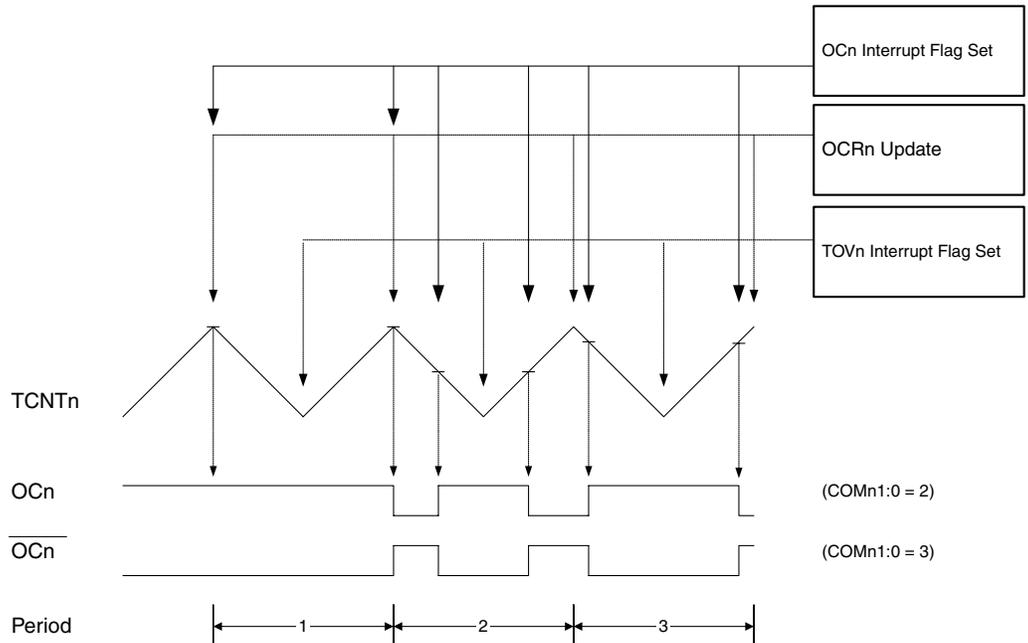 OCn Interrupt Flag Set
OCRn Update
TOVn Interrupt Flag Set
TCNTn
OCn (COMn1:0 = 2)
OCn (COMn1:0 = 3)
Period 1 2 3